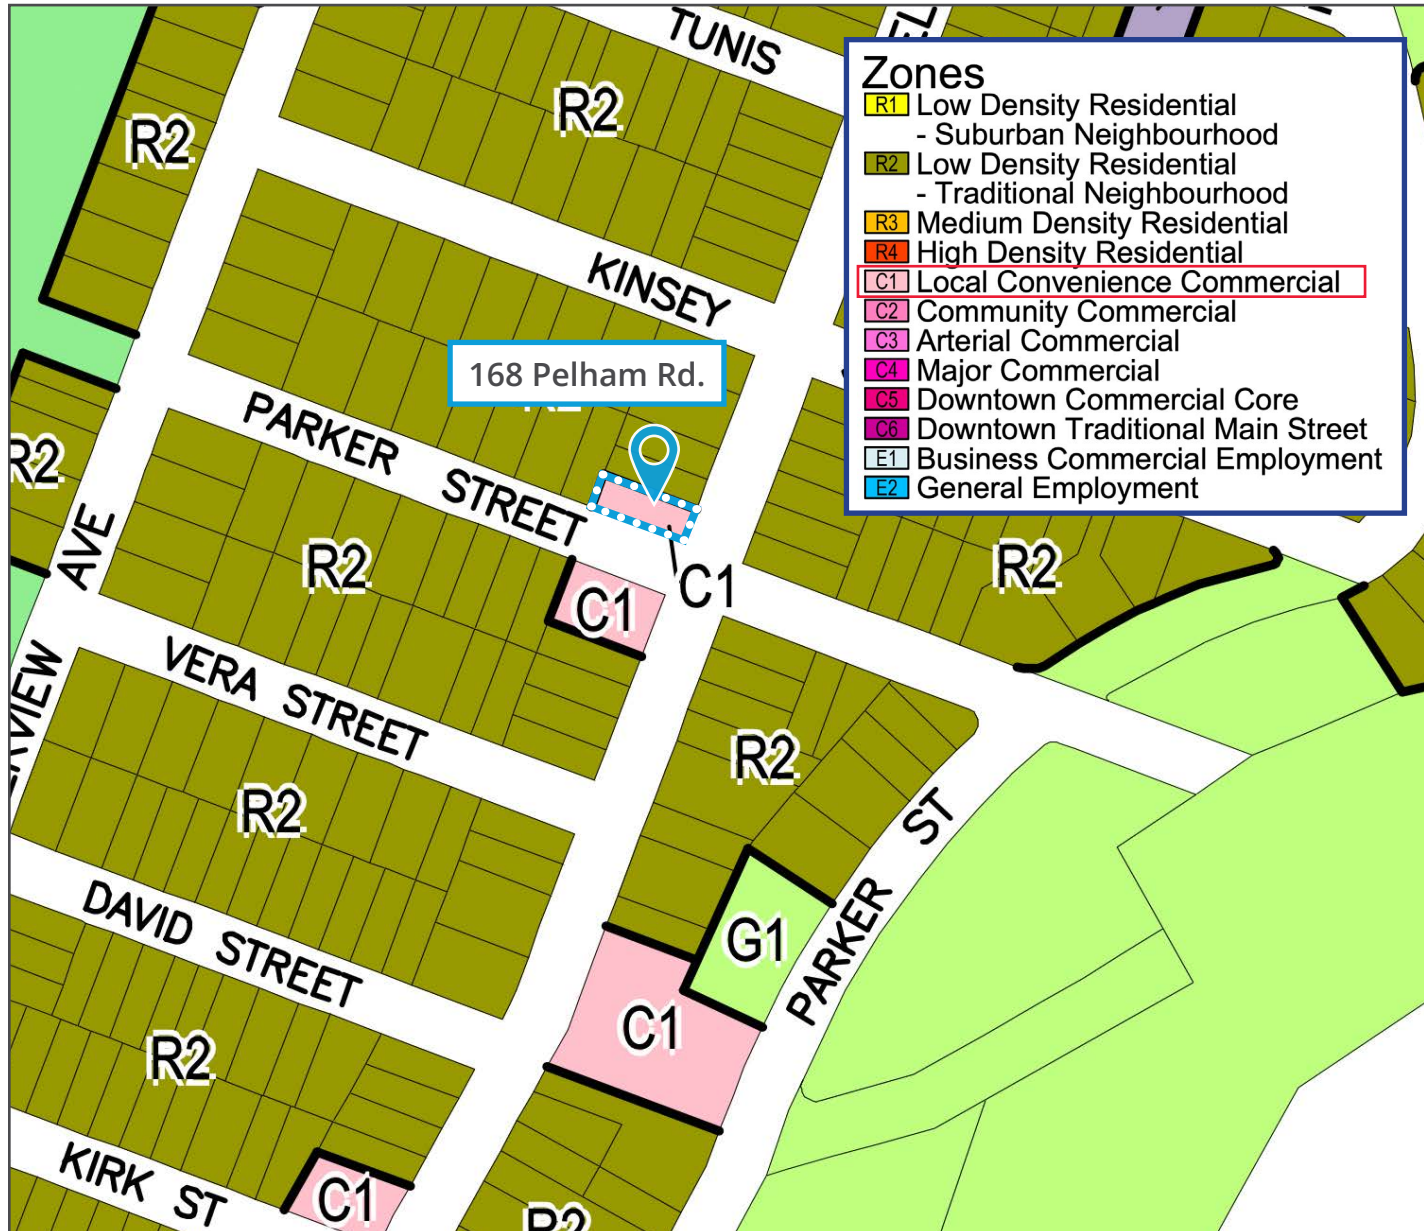 TUNIS
R2
R2
KINSEY
168 Pelham Rd.
PARKER STREET
R2
AVE
R2
C1
C1
R2
VERA STREET
R2
R2
ST
DAVID STREET
PARKER
G1
C1
R2
KIRK ST
C1
R2
Zones
R1 Low Density Residential
- Suburban Neighbourhood
R2 Low Density Residential
- Traditional Neighbourhood
R3 Medium Density Residential
R4 High Density Residential
C1 Local Convenience Commercial
C2 Community Commercial
C3 Arterial Commercial
C4 Major Commercial
C5 Downtown Commercial Core
C6 Downtown Traditional Main Street
E1 Business Commercial Employment
E2 General Employment